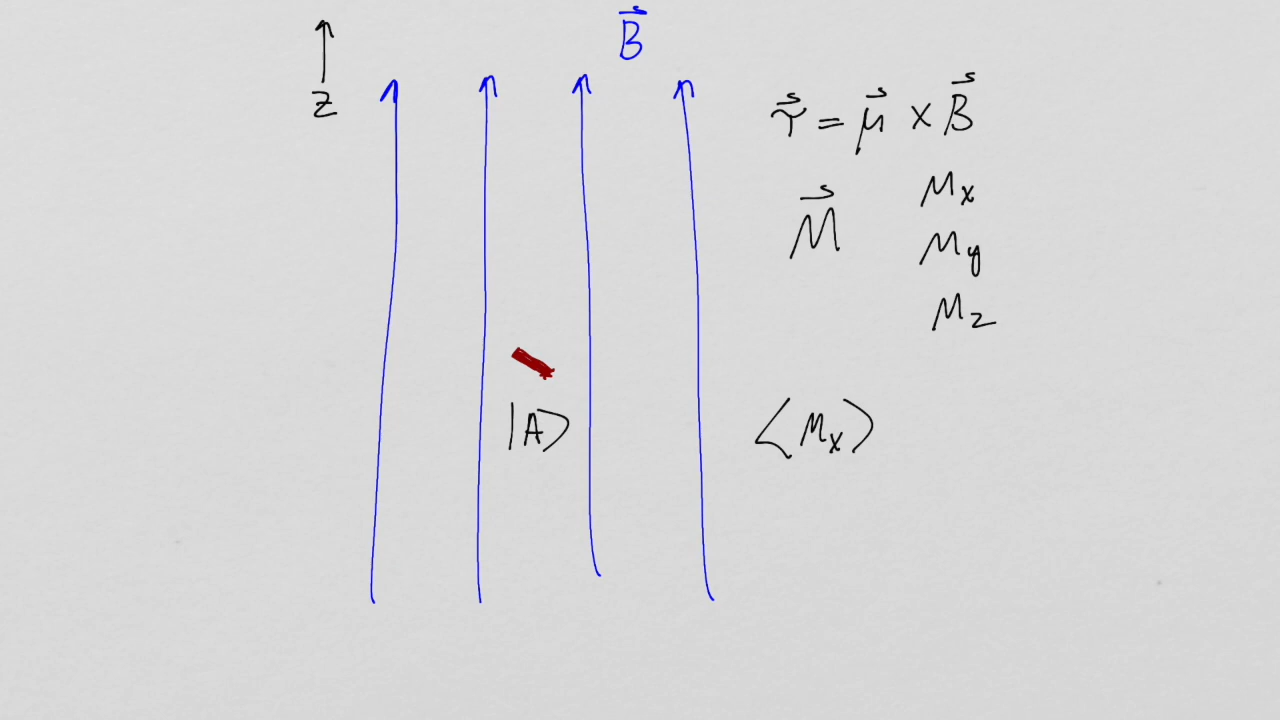 z
B⃗
τ⃗ = μ⃗ × B⃗
M⃗
Mx
My
Mz
|A⟩
⟨Mx⟩